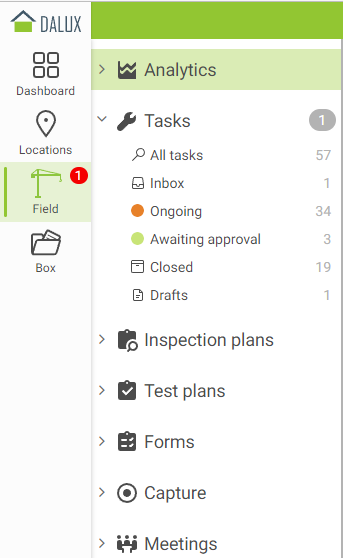 DALUX
Dashboard
Locations
1
Field
Box
Analytics
Tasks 1
All tasks 57
Inbox 1
Ongoing 34
Awaiting approval 3
Closed 19
Drafts 1
Inspection plans
Test plans
Forms
Capture
Meetings